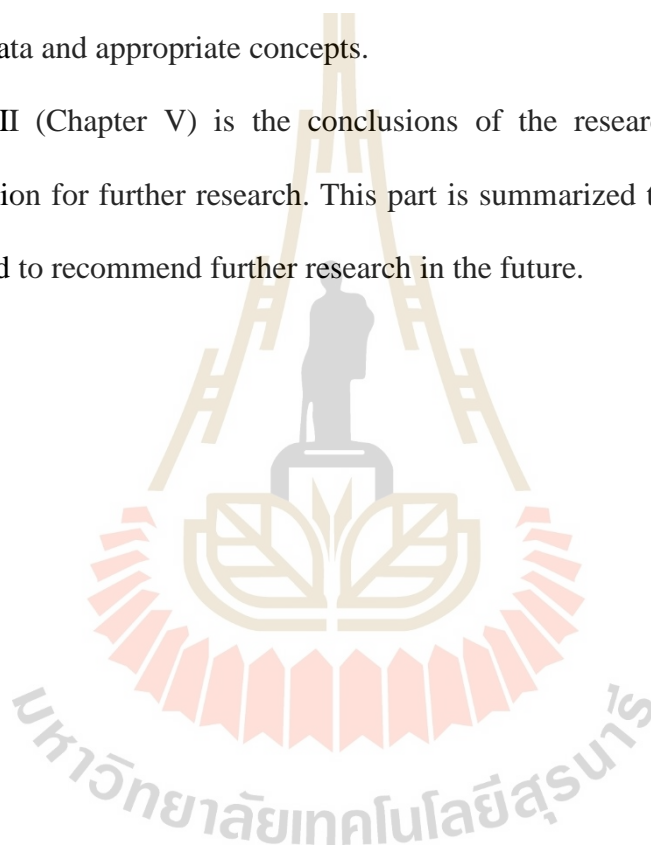 ata and appropriate concepts.
II (Chapter V) is the conclusions of the resear
ion for further research. This part is summarized t
d to recommend further research in the future.
มหาวิทยาลัยเทคโนโลยีสุรนารี